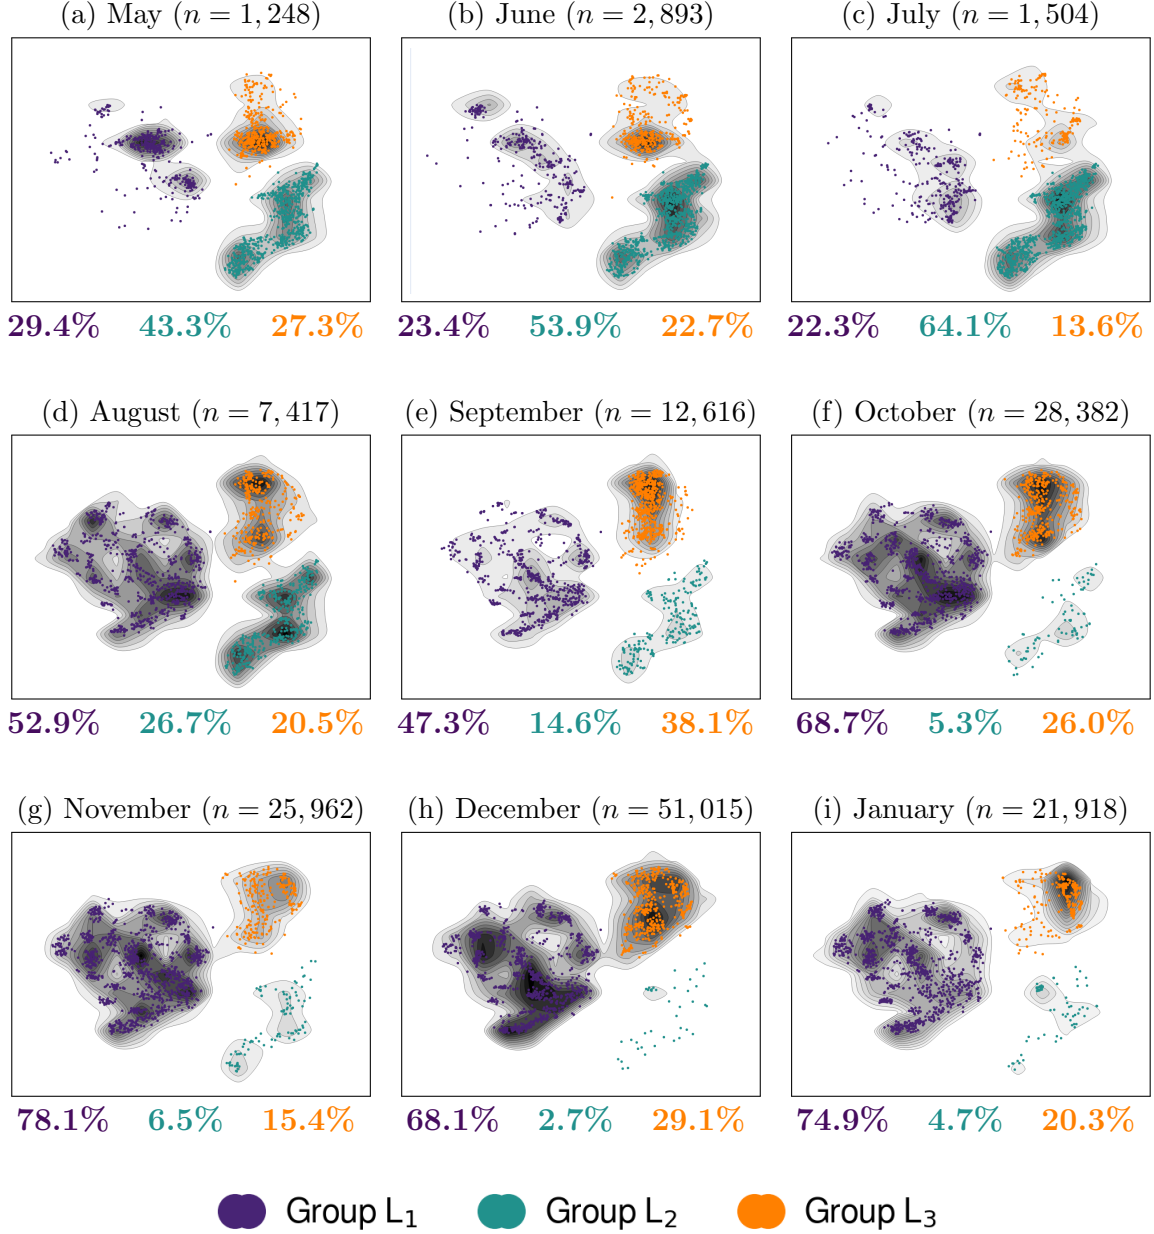 (a) May (n = 1, 248) (b) June (n = 2, 893) (c) July (n = 1, 504)
29.4% 43.3% 27.3% 23.4% 53.9% 22.7% 22.3% 64.1% 13.6%
(d) August (n = 7, 417) (e) September (n = 12, 616) (f) October (n = 28, 382)
52.9% 26.7% 20.5% 47.3% 14.6% 38.1% 68.7% 5.3% 26.0%
(g) November (n = 25, 962) (h) December (n = 51, 015) (i) January (n = 21, 918)
78.1% 6.5% 15.4% 68.1% 2.7% 29.1% 74.9% 4.7% 20.3%
Group L₁ Group L₂ Group L₃